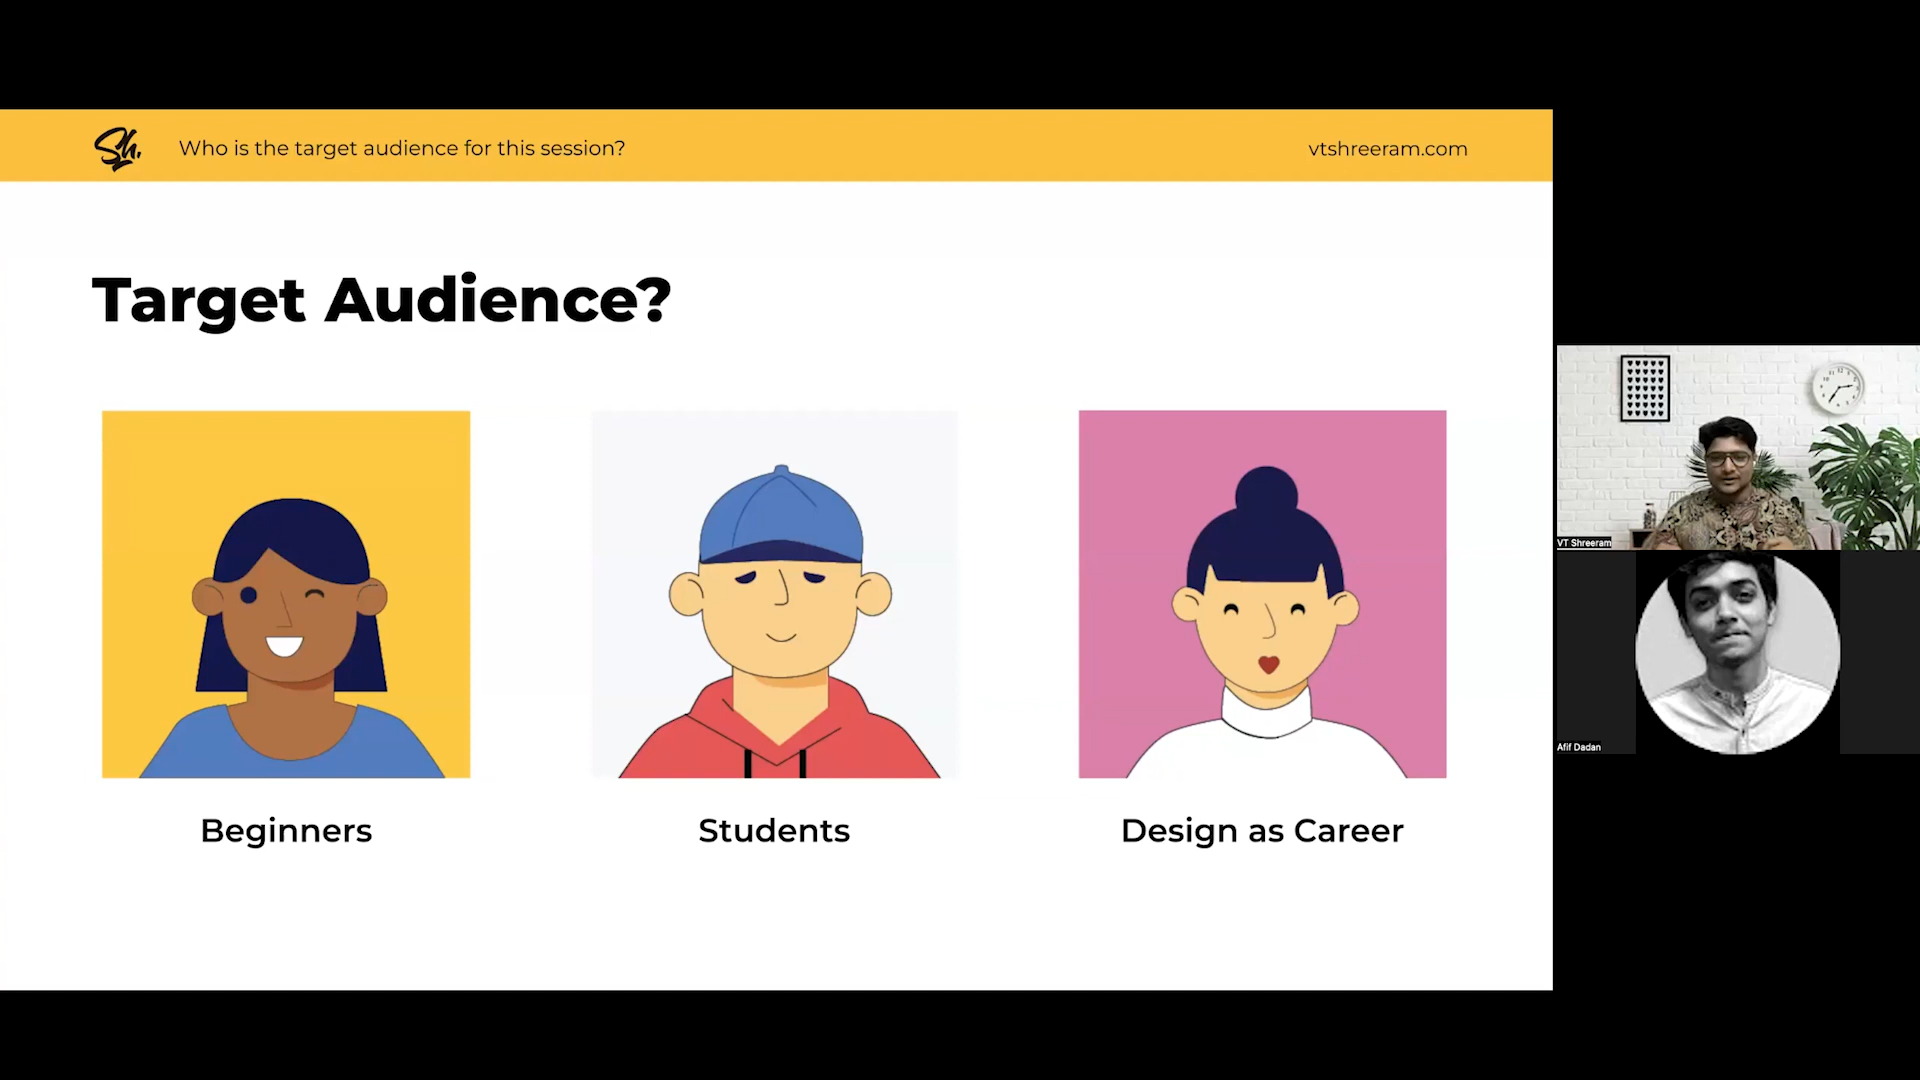 Sh.
Who is the target audience for this session?
vtshreeram.com
Target Audience?
Beginners
Students
Design as Career
VT Shreeram
Afif Dadan